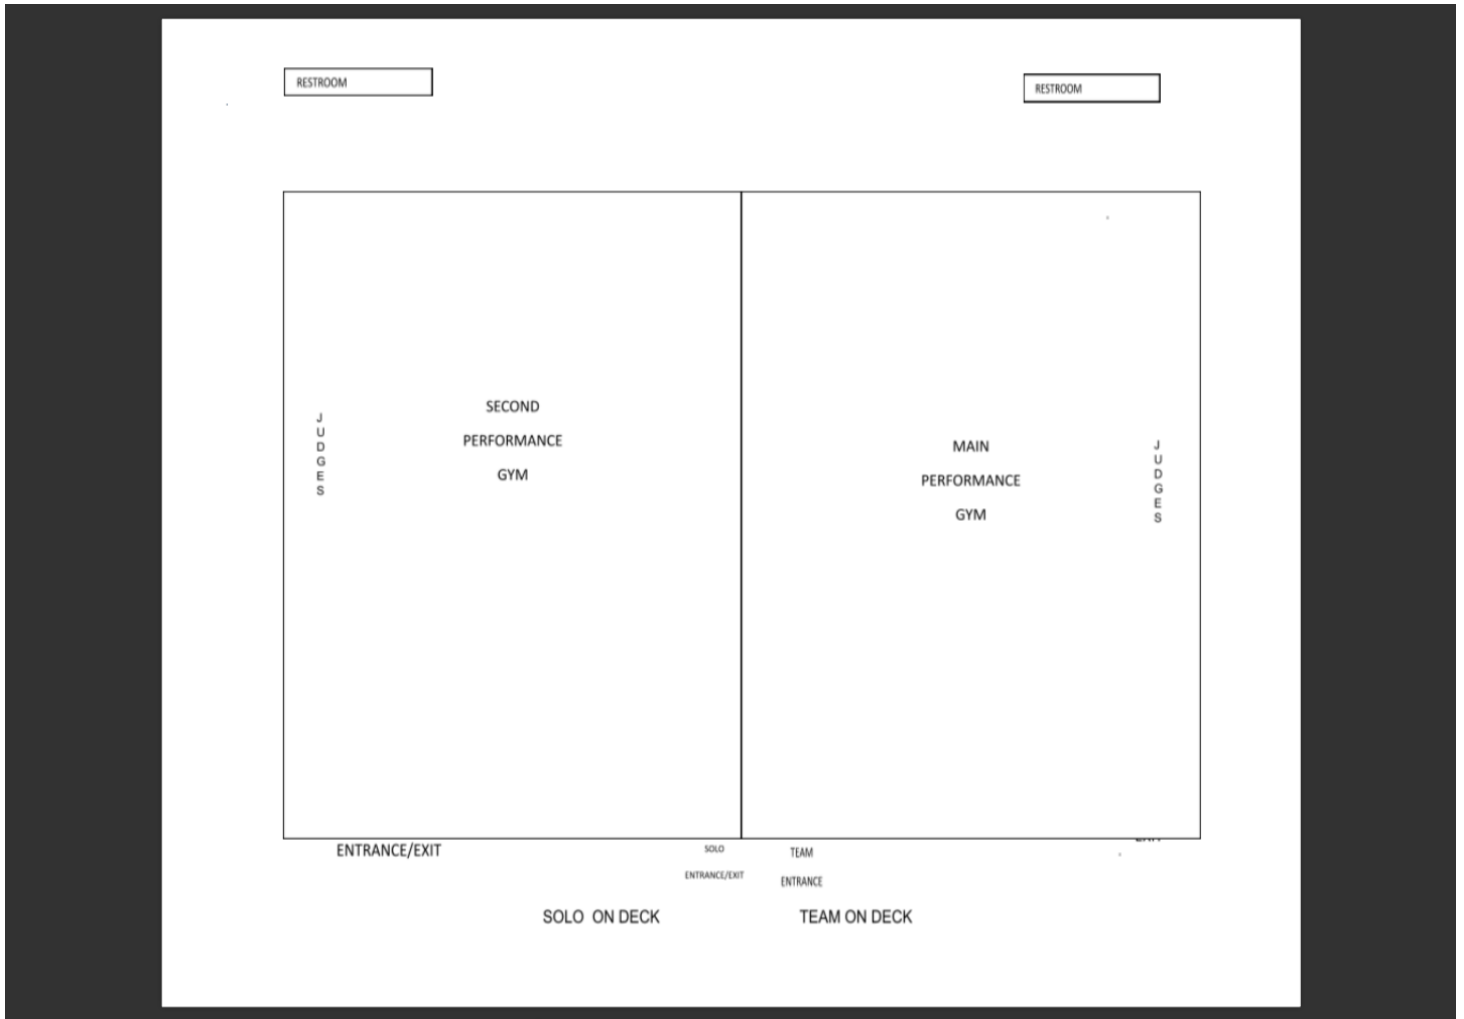 RESTROOM
RESTROOM
SECOND
PERFORMANCE
GYM
J
U
D
G
E
S
MAIN
PERFORMANCE
GYM
J
U
D
G
E
S
ENTRANCE/EXIT
SOLO
ENTRANCE/EXIT
TEAM
ENTRANCE
SOLO ON DECK
TEAM ON DECK